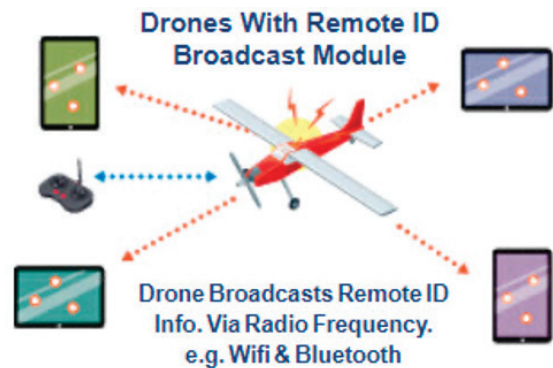 Drones With Remote ID
Broadcast Module
Drone Broadcasts Remote ID
Info. Via Radio Frequency.
e.g. Wifi & Bluetooth